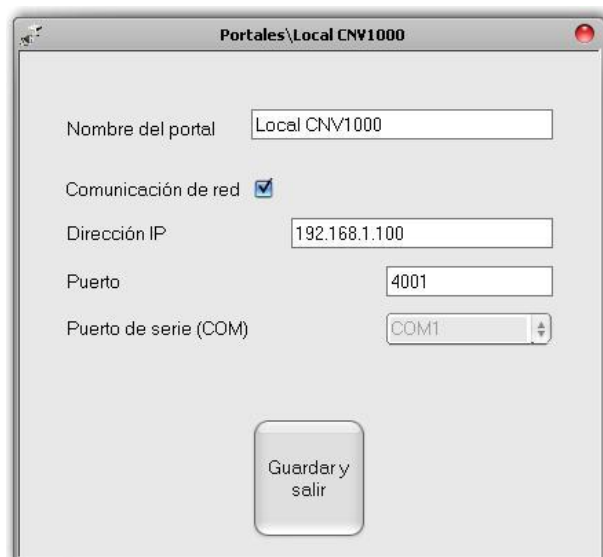 Portales\Local CNV1000
Nombre del portal Local CNV1000
Comunicación de red
Dirección IP 192.168.1.100
Puerto 4001
Puerto de serie (COM) COM1
Guardar y
salir